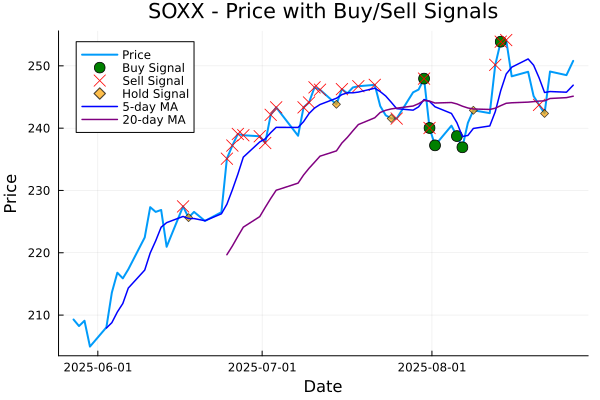 SOXX - Price with Buy/Sell Signals
Price
Buy Signal
Sell Signal
Hold Signal
5-day MA
20-day MA
250
240
230
220
210
Price
2025-06-01
2025-07-01
2025-08-01
Date